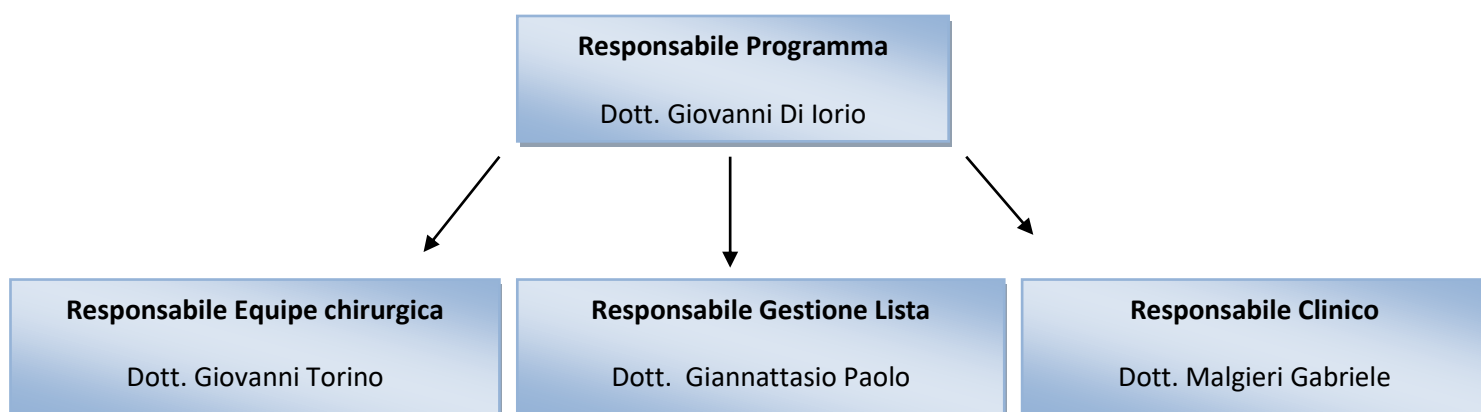 Responsabile Programma
Dott. Giovanni Di Iorio
Responsabile Equipe chirurgica
Dott. Giovanni Torino
Responsabile Gestione Lista
Dott. Giannattasio Paolo
Responsabile Clinico
Dott. Malgieri Gabriele